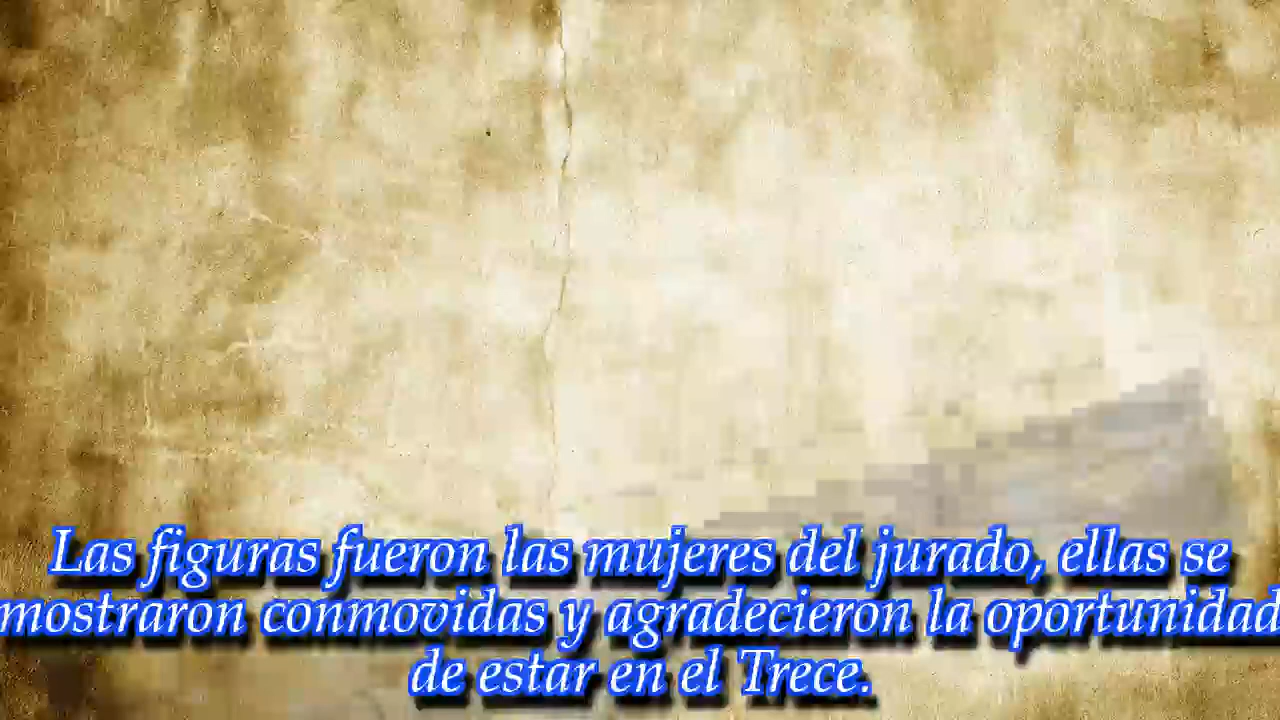 Las figuras fueron las mujeres del jurado, ellas se
mostraron conmovidas y agradecieron la oportunidad
de estar en el Trece.